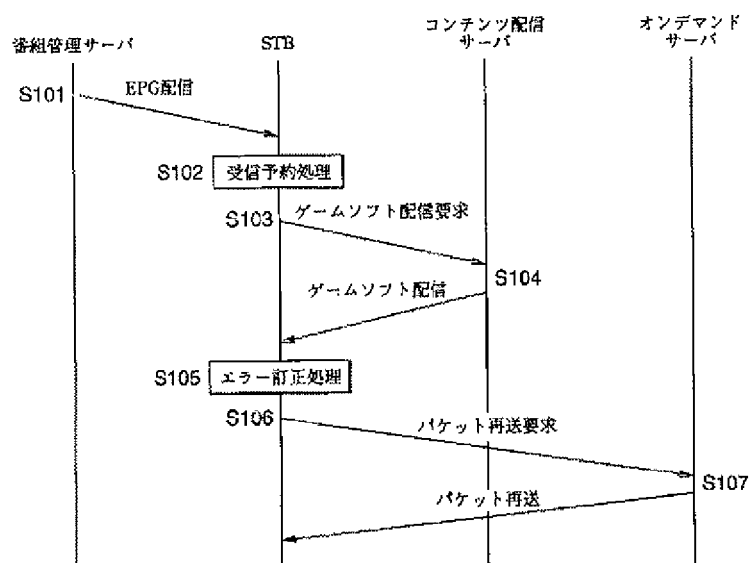 番組管理サーバ
STB
コンテンツ配信
サーバ
オンデマンド
サーバ
S101
EPG配信
S102
受信予約処理
S103
ゲームソフト配信要求
S104
ゲームソフト配信
S105
エラー訂正処理
S106
パケット再送要求
S107
パケット再送